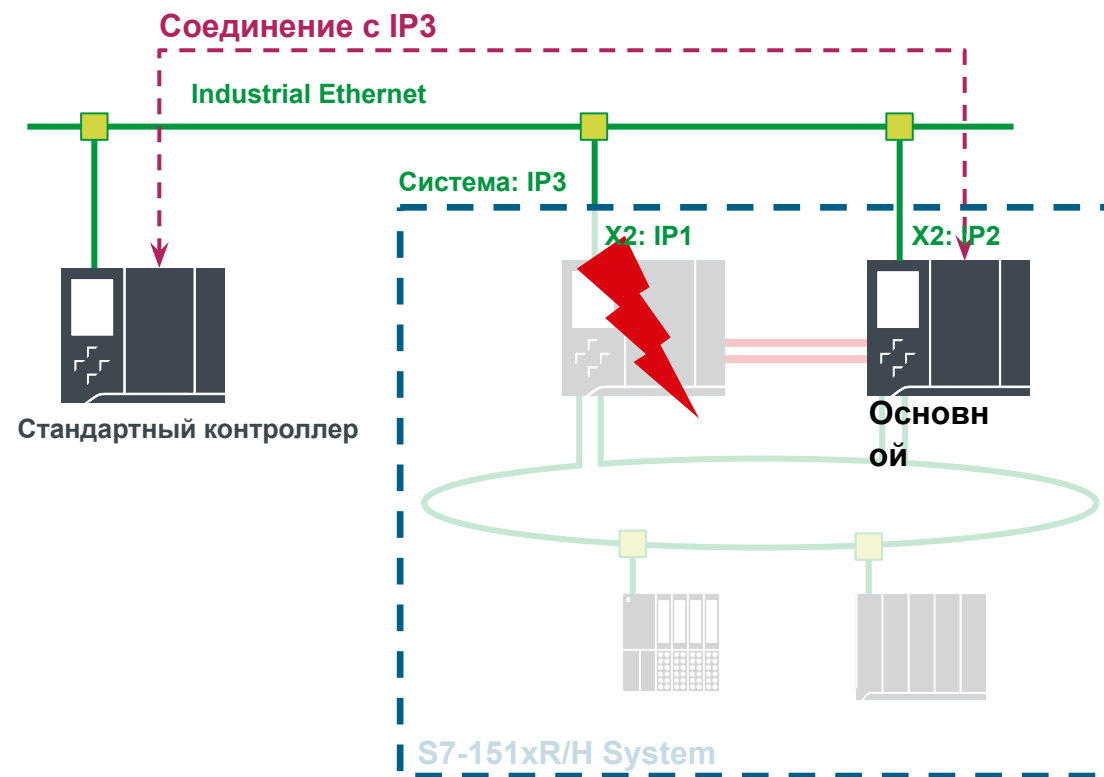 Соединение с IP3
Industrial Ethernet
Система: IP3
X2: IP1
X2: IP2
Стандартный контроллер
Основн
ой
S7-151xR/H System